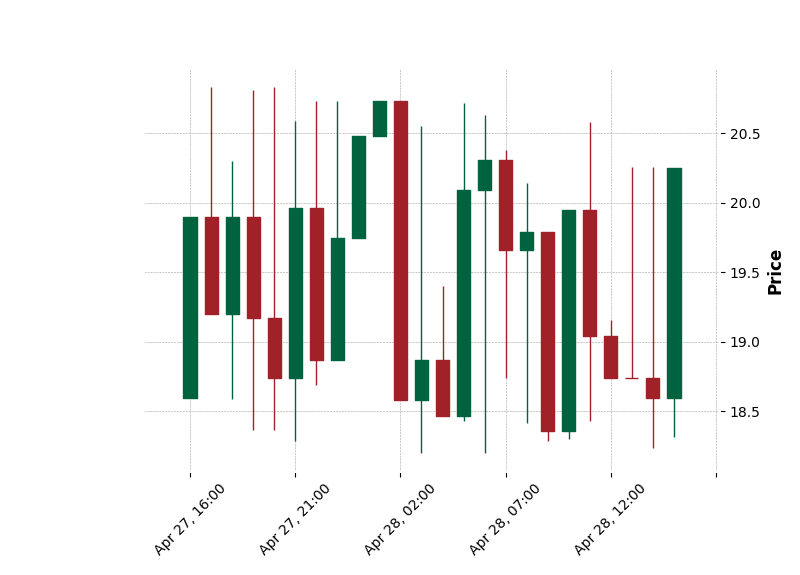 20.5
20.0
19.5
19.0
18.5
Price
Apr 27, 16:00
Apr 27, 21:00
Apr 28, 02:00
Apr 28, 07:00
Apr 28, 12:00